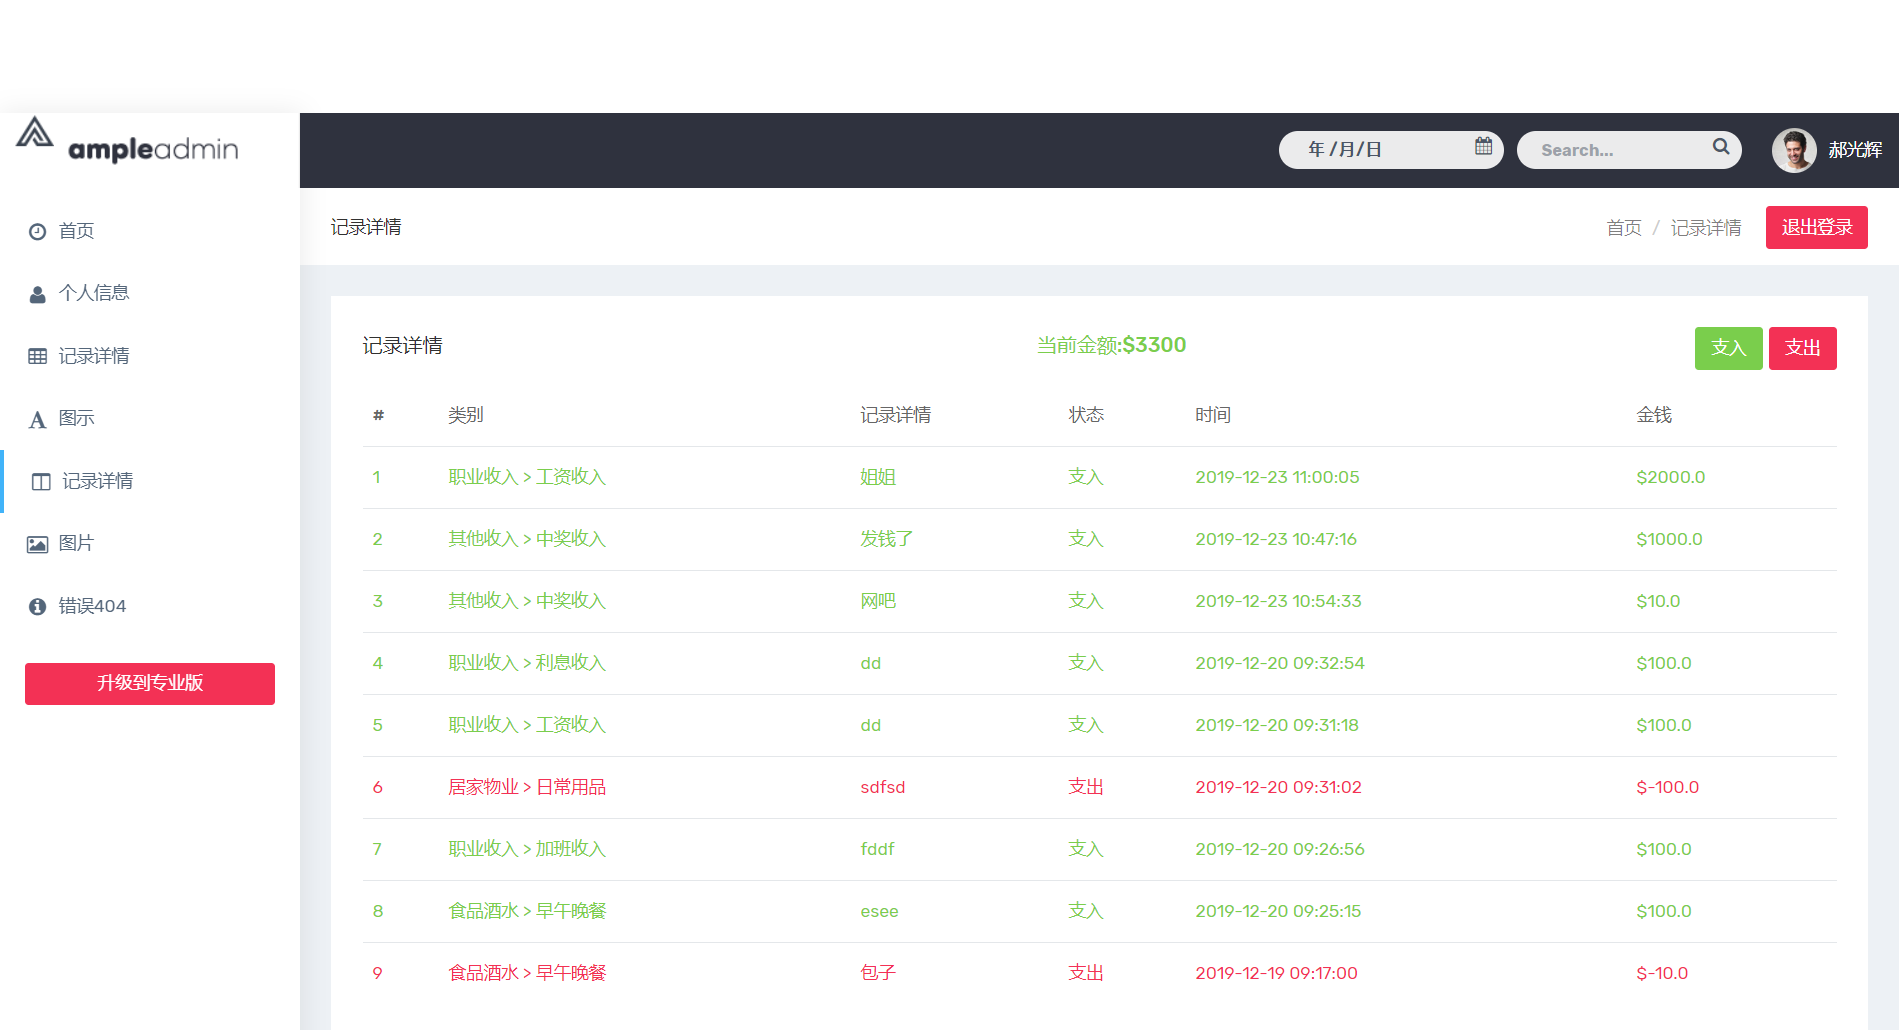 ampleadmin
年 /月/日
Search...
郝光辉
首页
个人信息
记录详情
图示
记录详情
图片
错误404
升级到专业版
记录详情
首页 / 记录详情
退出登录
记录详情
当前金额:$3300
支入 支出
# 类别 记录详情 状态 时间 金钱
1 职业收入 > 工资收入 姐姐 支入 2019-12-23 11:00:05 $2000.0
2 其他收入 > 中奖收入 发钱了 支入 2019-12-23 10:47:16 $1000.0
3 其他收入 > 中奖收入 网吧 支入 2019-12-23 10:54:33 $10.0
4 职业收入 > 利息收入 dd 支入 2019-12-20 09:32:54 $100.0
5 职业收入 > 工资收入 dd 支入 2019-12-20 09:31:18 $100.0
6 居家物业 > 日常用品 sdfsd 支出 2019-12-20 09:31:02 $-100.0
7 职业收入 > 加班收入 fddf 支入 2019-12-20 09:26:56 $100.0
8 食品酒水 > 早午晚餐 esee 支入 2019-12-20 09:25:15 $100.0
9 食品酒水 > 早午晚餐 包子 支出 2019-12-19 09:17:00 $-10.0